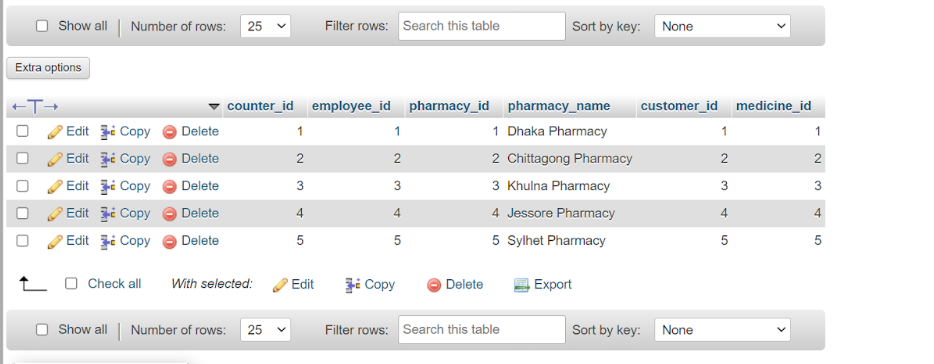 Show all Number of rows: 25 Filter rows: Search this table Sort by key: None
Extra options
counter_id employee_id pharmacy_id pharmacy_name customer_id medicine_id
Edit Copy Delete 1 1 1 Dhaka Pharmacy 1 1
Edit Copy Delete 2 2 2 Chittagong Pharmacy 2 2
Edit Copy Delete 3 3 3 Khulna Pharmacy 3 3
Edit Copy Delete 4 4 4 Jessore Pharmacy 4 4
Edit Copy Delete 5 5 5 Sylhet Pharmacy 5 5
Check all With selected: Edit Copy Delete Export
Show all Number of rows: 25 Filter rows: Search this table Sort by key: None